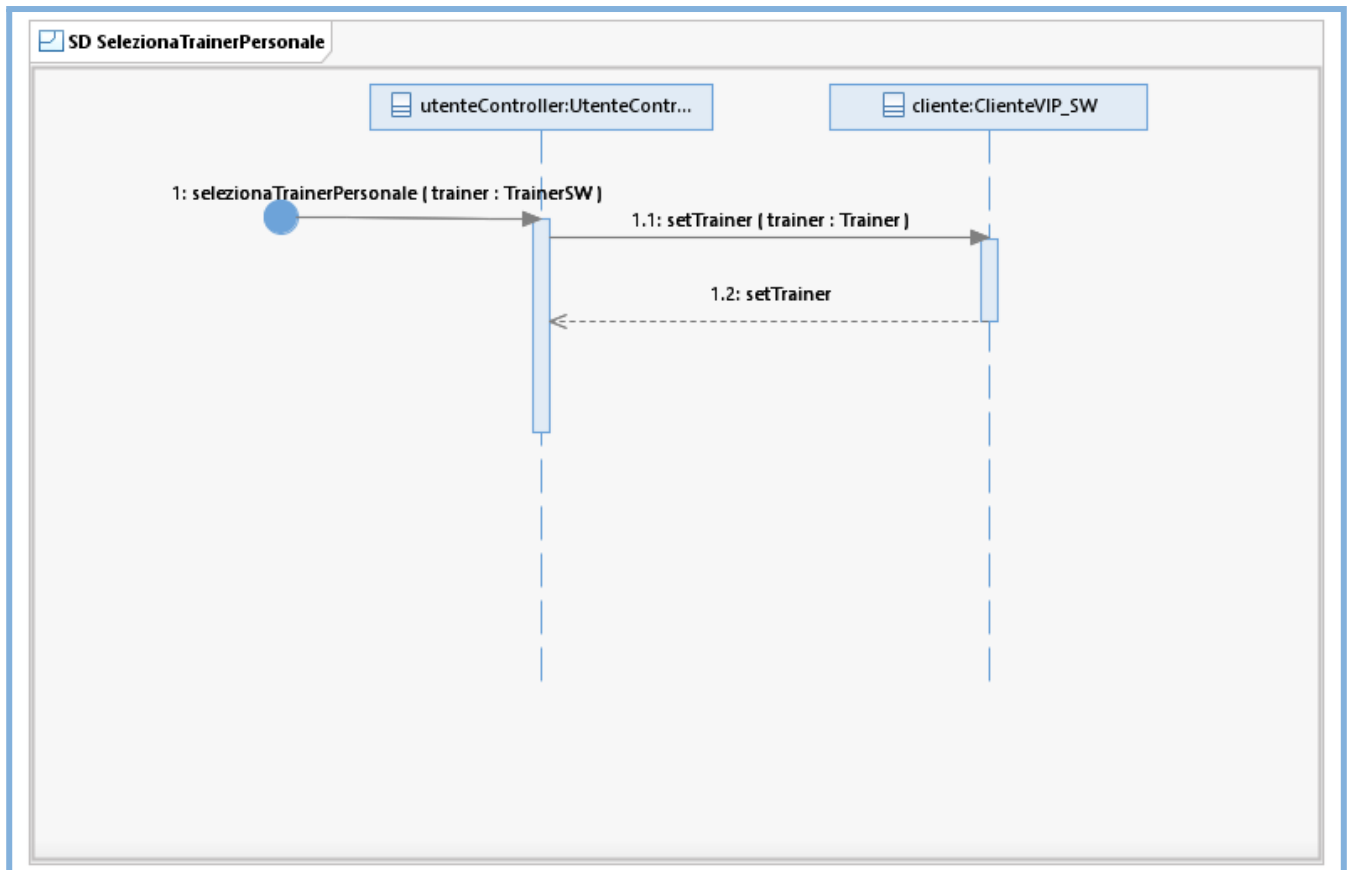 SD SelezionaTrainerPersonale
utenteController:UtenteContr...
cliente:ClienteVIP_SW
1: selezionaTrainerPersonale ( trainer : TrainerSW )
1.1: setTrainer ( trainer : Trainer )
1.2: setTrainer